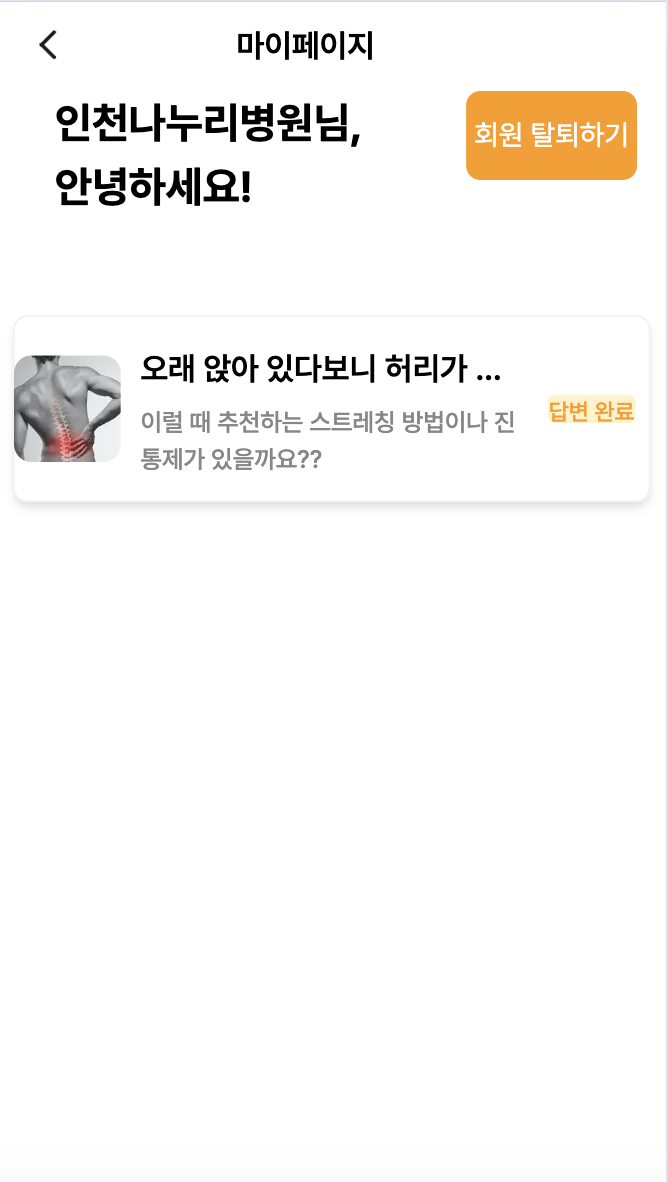 마이페이지
인천나누리병원님,
안녕하세요!
회원 탈퇴하기
오래 앉아 있다보니 허리가 ...
이럴 때 추천하는 스트레칭 방법이나 진
통제가 있을까요??
답변 완료